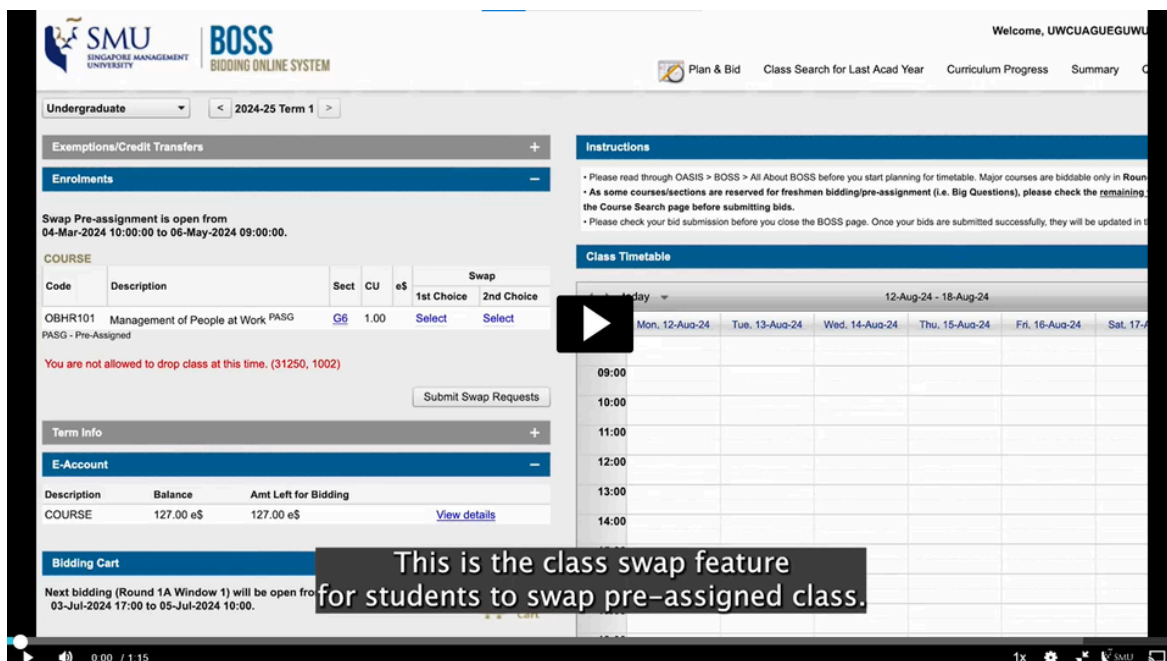 SMU
SINGAPORE MANAGEMENT
UNIVERSITY
BOSS
BIDDING ONLINE SYSTEM
Welcome, UWCUAGUEGUWU
Plan & Bid Class Search for Last Acad Year Curriculum Progress Summary
Undergraduate < 2024-25 Term 1 >
Exemptions/Credit Transfers +
Enrolments –
Swap Pre-assignment is open from
04-Mar-2024 10:00:00 to 06-May-2024 09:00:00.
COURSE
Code Description Sect CU e$ Swap
1st Choice 2nd Choice
OBHR101 Management of People at Work PASG G6 1.00 Select Select
PASG - Pre-Assigned
You are not allowed to drop class at this time. (31250, 1002)
Submit Swap Requests
Term Info +
E-Account –
Description Balance Amt Left for Bidding
COURSE 127.00 e$ 127.00 e$ View details
Bidding Cart
Next bidding (Round 1A Window 1) will be open fro
03-Jul-2024 17:00 to 05-Jul-2024 10:00.
Cart
Instructions
• Please read through OASIS > BOSS > All About BOSS before you start planning for timetable. Major courses are biddable only in Roun
• As some courses/sections are reserved for freshmen bidding/pre-assignment (i.e. Big Questions), please check the remaining
the Course Search page before submitting bids.
• Please check your bid submission before you close the BOSS page. Once your bids are submitted successfully, they will be updated in t
Class Timetable
12-Aug-24 - 18-Aug-24
Mon, 12-Aug-24 Tue, 13-Aug-24 Wed, 14-Aug-24 Thu, 15-Aug-24 Fri, 16-Aug-24 Sat, 17-A
09:00
10:00
11:00
12:00
13:00
14:00
This is the class swap feature
for students to swap pre-assigned class.
0:00 / 1:15 1x SMU